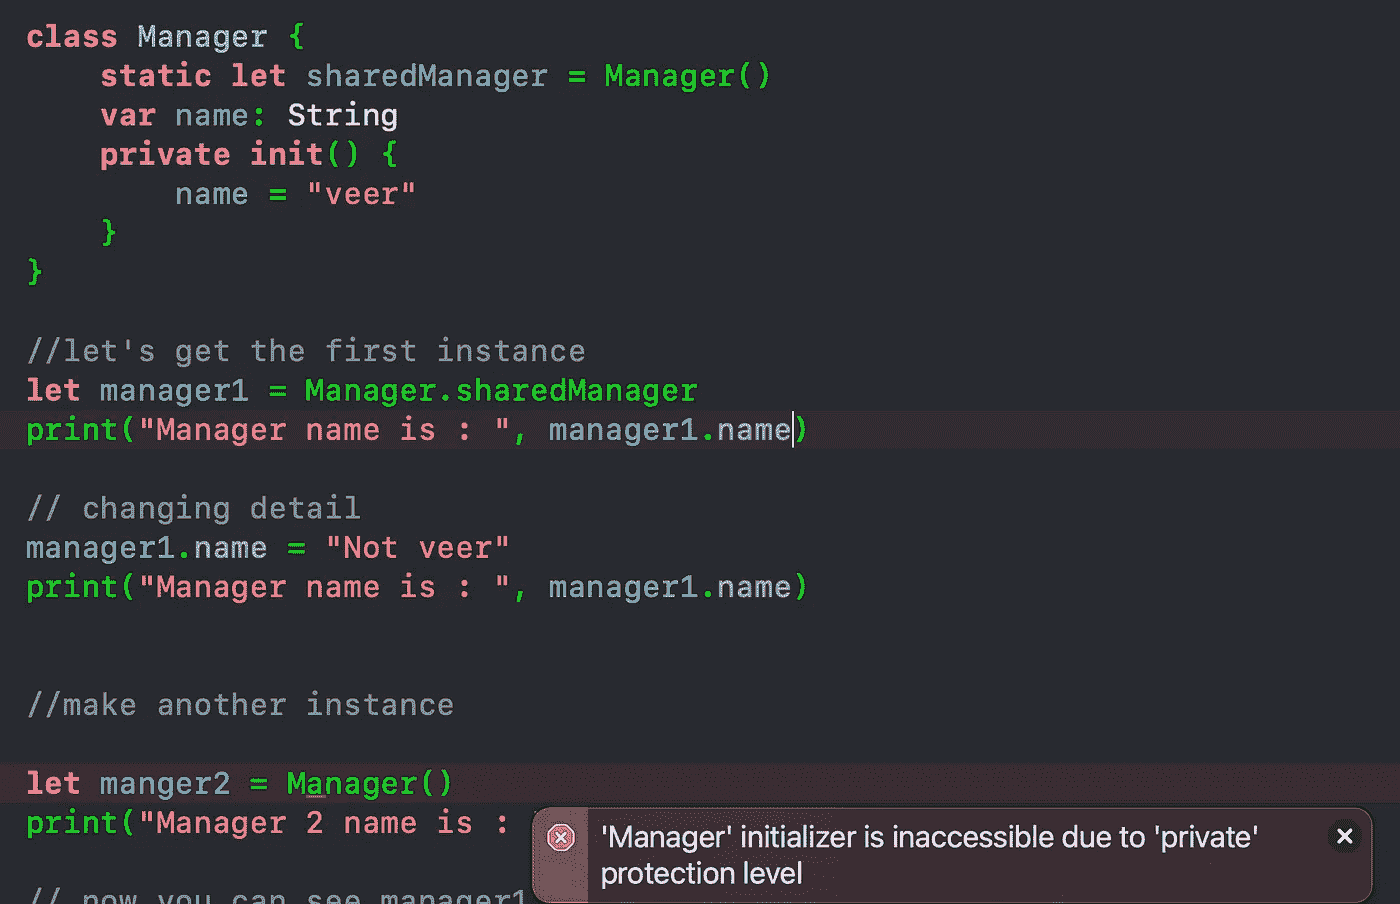 class Manager {
    static let sharedManager = Manager()
    var name: String
    private init() {
        name = "veer"
    }
}
//let's get the first instance
let manager1 = Manager.sharedManager
print("Manager name is : ", manager1.name)
// changing detail
manager1.name = "Not veer"
print("Manager name is : ", manager1.name)
//make another instance
let manger2 = Manager()
print("Manager 2 name is :
'Manager' initializer is inaccessible due to 'private'
protection level
// now you can see manager1